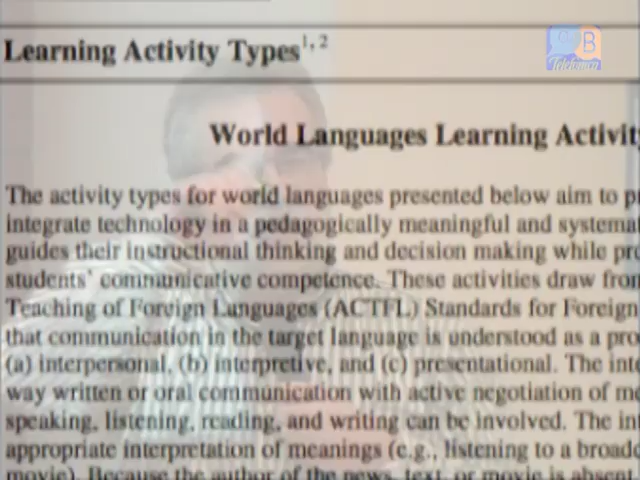 Learning Activity Types1, 2
CB
World Languages Learning Activit
The activity types for world languages presented below aim to p
integrate technology in a pedagogically meaningful and systema
guides their instructional thinking and decision making while pro
students' communicative competence. These activities draw from
Teaching of Foreign Languages (ACTFL) Standards for Foreign
that communication in the target language is understood as a pro
(a) interpersonal, (b) interpretive, and (c) presentational. The inte
way written or oral communication with active negotiation of me
speaking, listening, reading, and writing can be involved. The in
appropriate interpretation of meanings (e.g., listening to a broadc
movie). Because the author of the news, text, or movie is absent